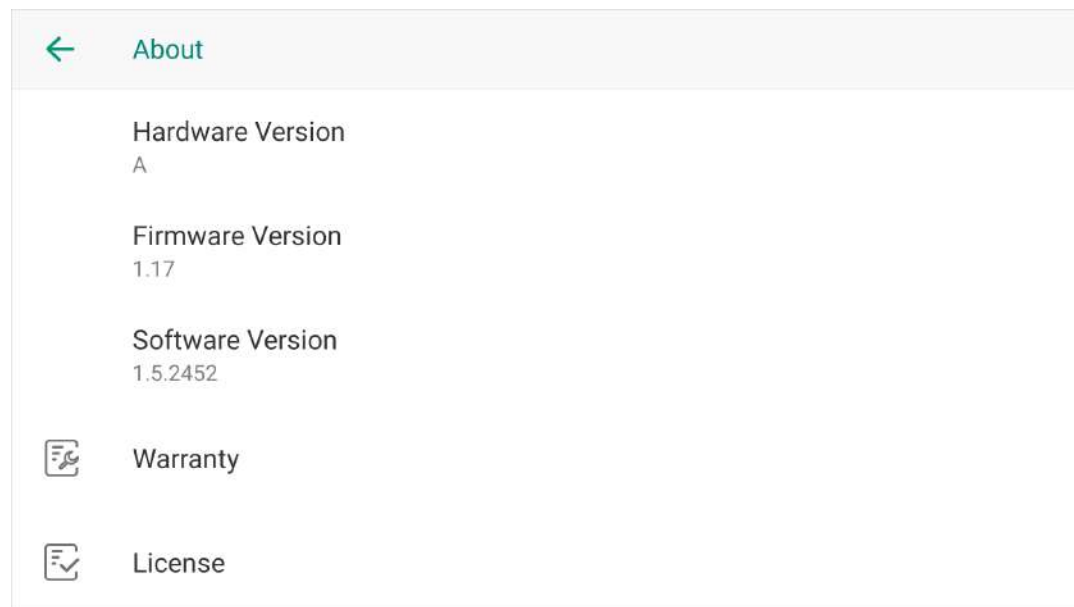 About
Hardware Version
A
Firmware Version
1.17
Software Version
1.5.2452
Warranty
License